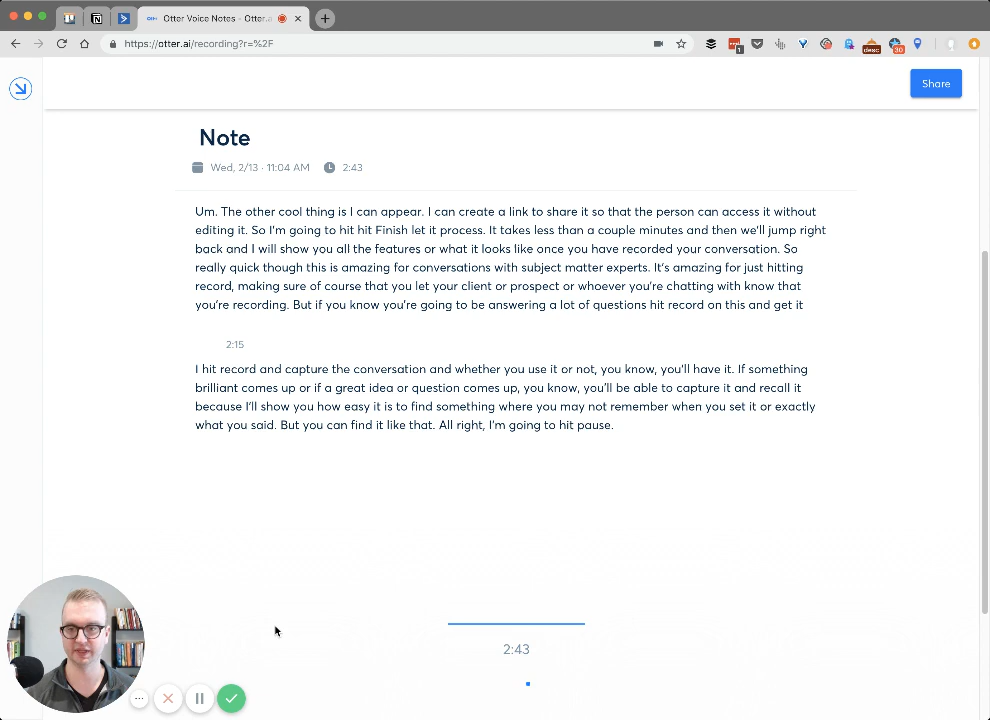 Otter Voice Notes - Otter.a
https://otter.ai/recording?r=%2F
1
desc
30
Share
Note
Wed, 2/13 · 11:04 AM 2:43
Um. The other cool thing is I can appear. I can create a link to share it so that the person can access it without
editing it. So I'm going to hit hit Finish let it process. It takes less than a couple minutes and then we'll jump right
back and I will show you all the features or what it looks like once you have recorded your conversation. So
really quick though this is amazing for conversations with subject matter experts. It's amazing for just hitting
record, making sure of course that you let your client or prospect or whoever you're chatting with know that
you're recording. But if you know you're going to be answering a lot of questions hit record on this and get it
2:15
I hit record and capture the conversation and whether you use it or not, you know, you'll have it. If something
brilliant comes up or if a great idea or question comes up, you know, you'll be able to capture it and recall it
because I'll show you how easy it is to find something where you may not remember when you set it or exactly
what you said. But you can find it like that. All right, I'm going to hit pause.
2:43